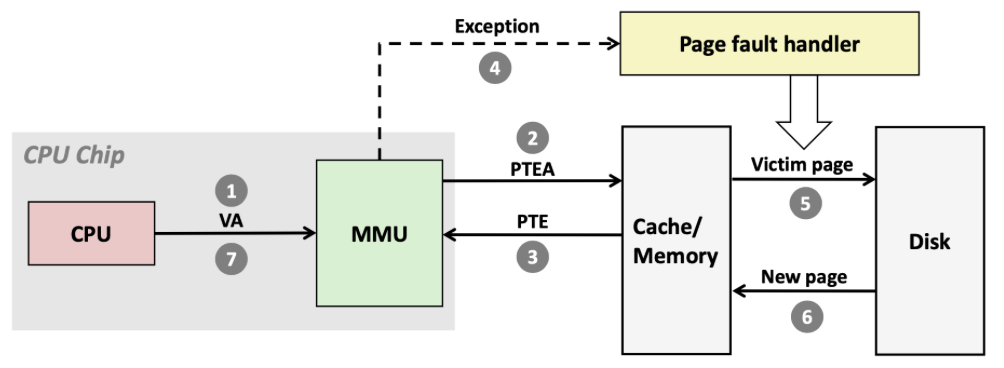 Exception
4
Page fault handler
CPU Chip
1
VA
7
CPU
MMU
2
PTEA
PTE
3
Cache/
Memory
Victim page
5
New page
6
Disk